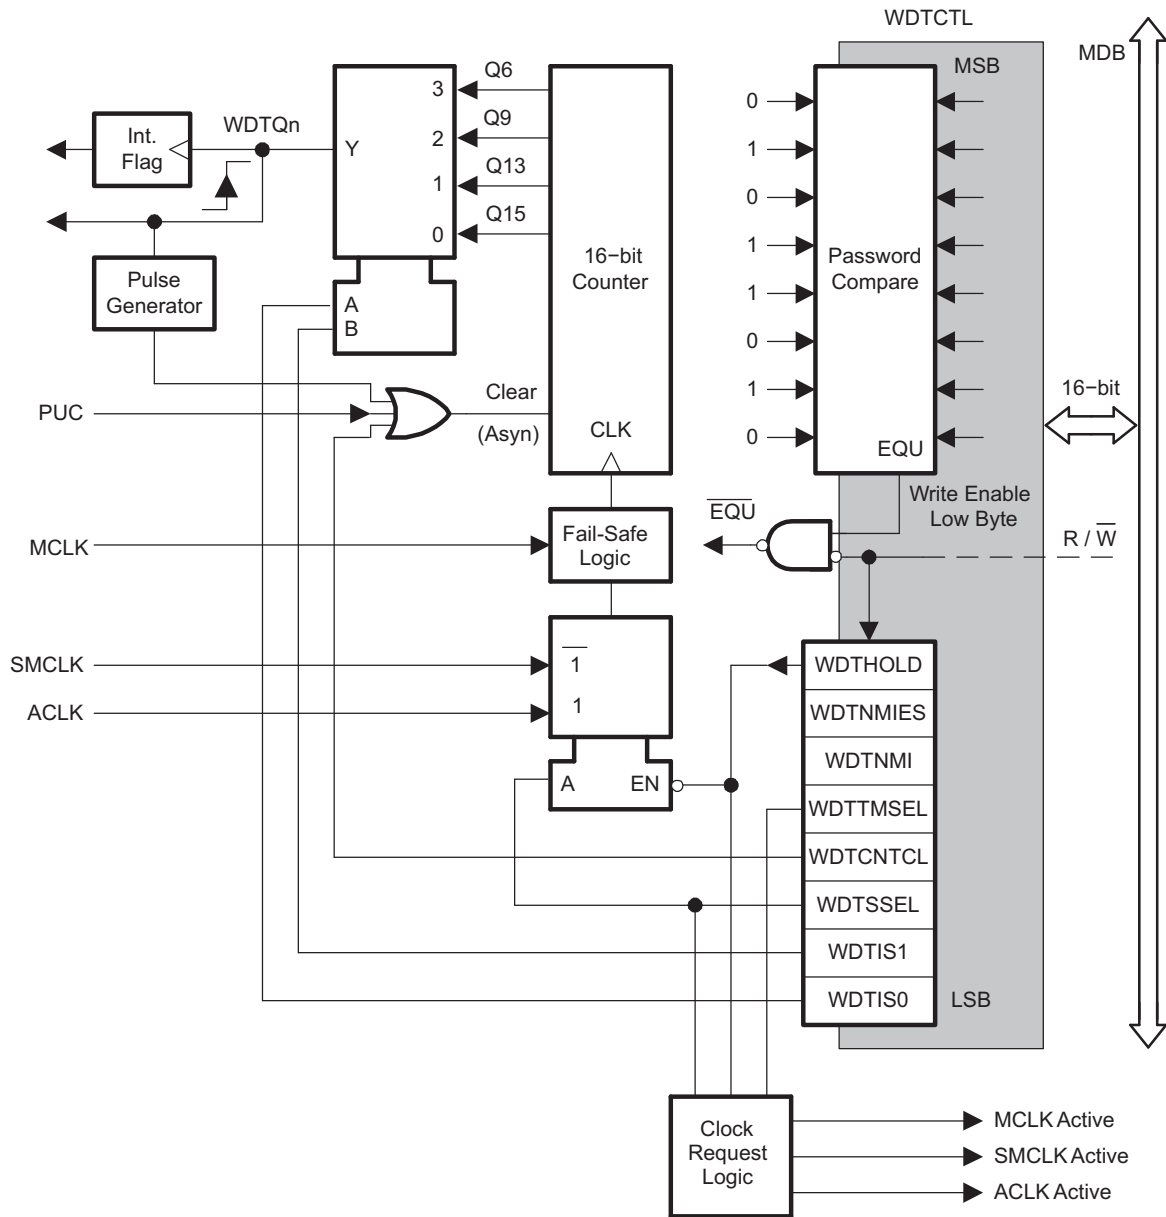 WDTCTL
MDB
MSB
Q6
Q9
Q13
Q15
3
2
1
0
Y
WDTQn
Int.
Flag
Pulse
Generator
A
B
16−bit
Counter
CLK
Clear
(Asyn)
PUC
0
1
0
1
1
0
1
0
Password
Compare
EQU
16−bit
Write Enable
Low Byte
EQU
R / W
MCLK
Fail-Safe
Logic
SMCLK
ACLK
1
1
A
EN
WDTHOLD
WDTNMIES
WDTNMI
WDTTMSEL
WDTCNTCL
WDTSSEL
WDTIS1
WDTIS0
LSB
Clock
Request
Logic
MCLK Active
SMCLK Active
ACLK Active